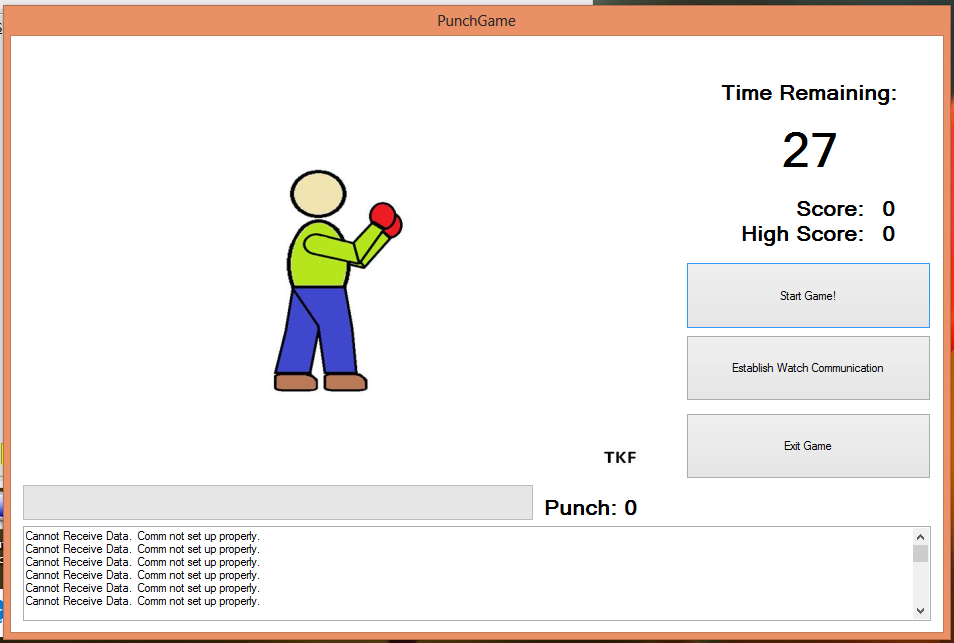 PunchGame
Time Remaining:
27
Score: 0
High Score: 0
Start Game!
Establish Watch Communication
Exit Game
TKF
Punch: 0
Cannot Receive Data. Comm not set up properly.
Cannot Receive Data. Comm not set up properly.
Cannot Receive Data. Comm not set up properly.
Cannot Receive Data. Comm not set up properly.
Cannot Receive Data. Comm not set up properly.
Cannot Receive Data. Comm not set up properly.